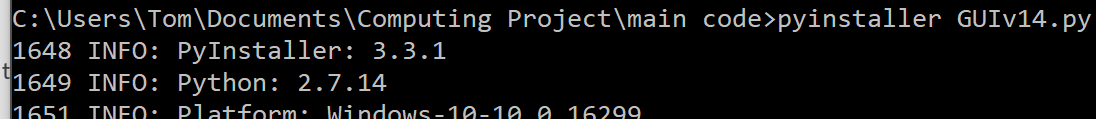 C:\Users\Tom\Documents\Computing Project\main code>pyinstaller GUIv14.py
1648 INFO: PyInstaller: 3.3.1
t
1649 INFO: Python: 2.7.14
1651 INFO: Platform: Windows-10-10.0.16299